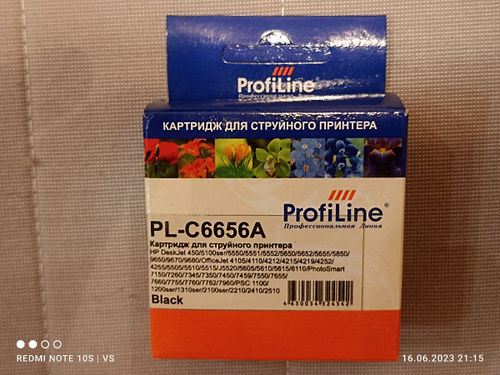 ProfiLine
Профессиональная Линия
КАРТРИДЖ ДЛЯ СТРУЙНОГО ПРИНТЕРА
ProfiLine®
Профессиональная Линия
PL-C6656A
Картридж для струйного принтера
HP DeskJet 450/5100ser/5550/5551/5552/5650/5652/5655/5850/
9650/9670/9680/OfficeJet 4105/4110/4212/4215/4219/4252/
4255/5505/5510/5515/J5520/5605/5610/5615/6110/PhotoSmart
7150/7260/7345/7350/7450/7459/7550/7655/
7660/7755/7760/7762/7960/PSC 1100/
1200ser/1310ser/2100ser/2210/2410/2510
Black
4630034324542
REDMI NOTE 10S | VS
16.06.2023 21:15